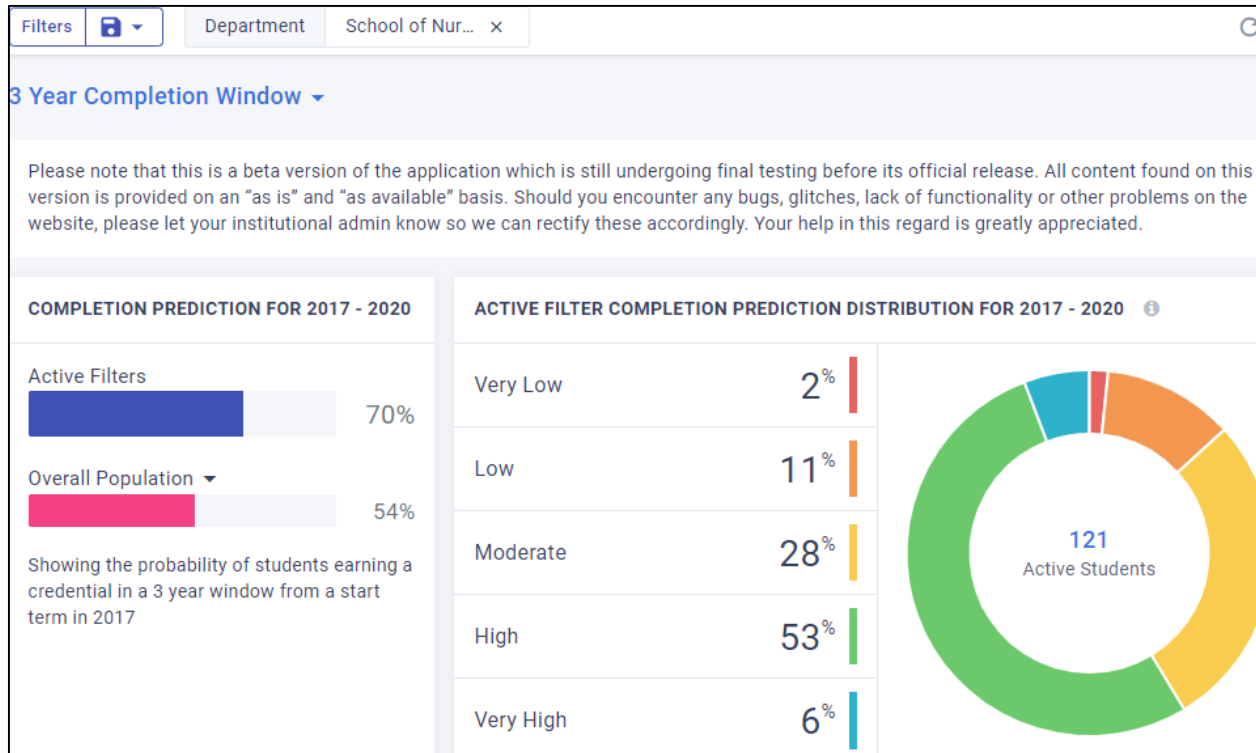 Filters
Department
School of Nur...
3 Year Completion Window
Please note that this is a beta version of the application which is still undergoing final testing before its official release. All content found on this
version is provided on an “as is” and “as available” basis. Should you encounter any bugs, glitches, lack of functionality or other problems on the
website, please let your institutional admin know so we can rectify these accordingly. Your help in this regard is greatly appreciated.
COMPLETION PREDICTION FOR 2017 - 2020
Active Filters
70%
Overall Population
54%
Showing the probability of students earning a
credential in a 3 year window from a start
term in 2017
ACTIVE FILTER COMPLETION PREDICTION DISTRIBUTION FOR 2017 - 2020
Very Low 2%
Low 11%
Moderate 28%
High 53%
Very High 6%
121
Active Students